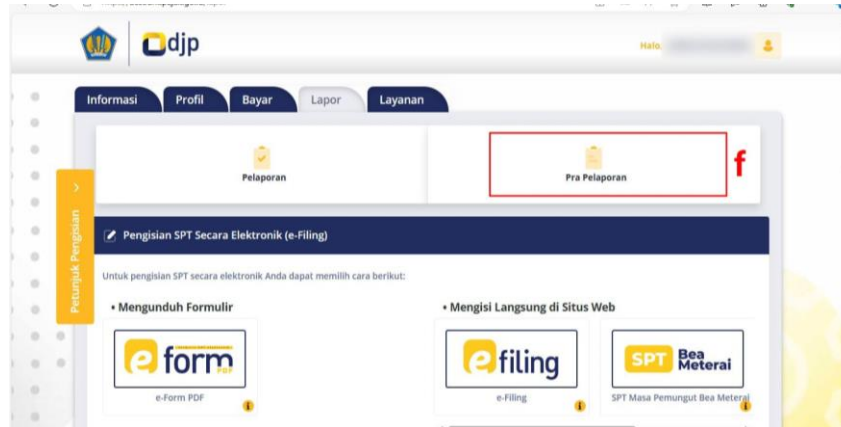 djp
Halo,
Informasi Profil Bayar Lapor Layanan
Pelaporan
Pra Pelaporan
f
Petunjuk Pengisian
Pengisian SPT Secara Elektronik (e-Filing)
Untuk pengisian SPT secara elektronik Anda dapat memilih cara berikut:
• Mengunduh Formulir
• Mengisi Langsung di Situs Web
e form
PDF
e filing
SPT Bea Meterai
e-Form PDF
e-Filing
SPT Masa Pemungut Bea Meterai